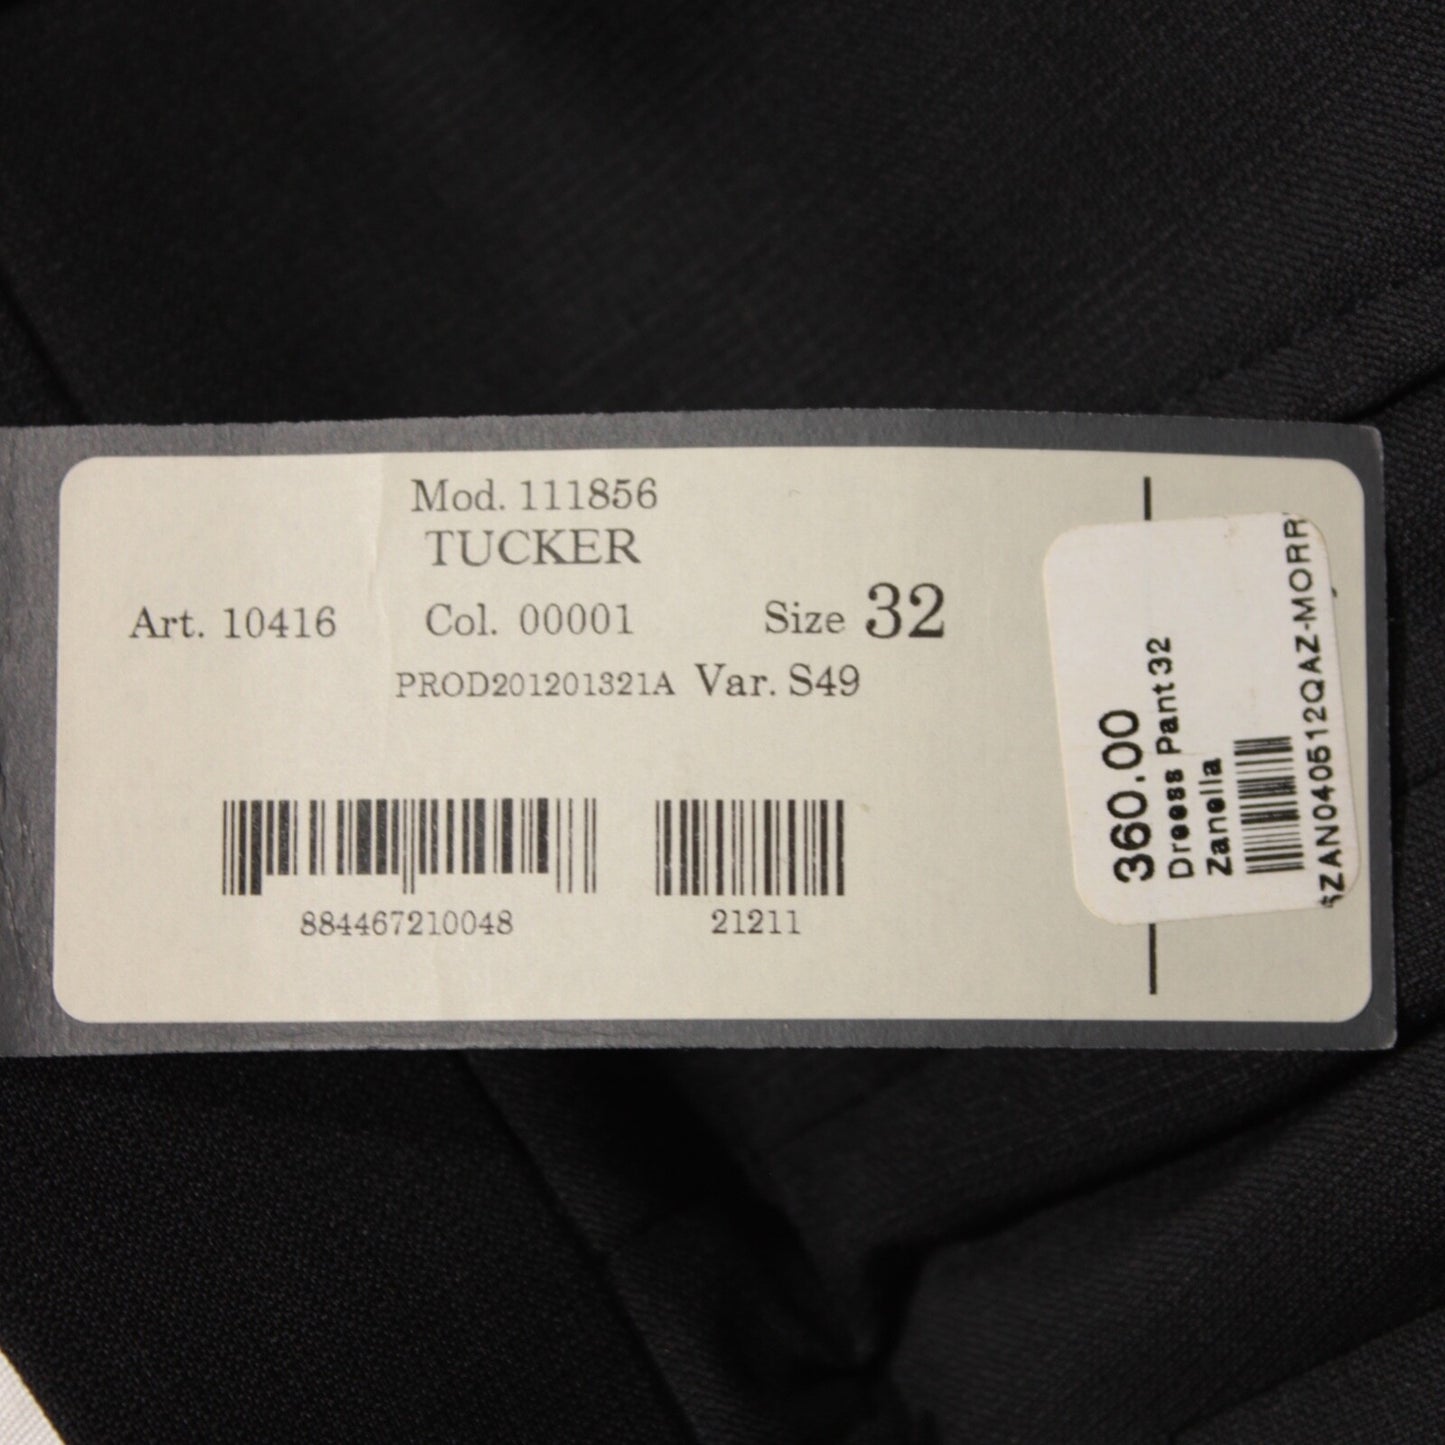 Mod. 111856
TUCKER
Art. 10416 Col. 00001 Size 32
PROD201201321A Var. S49
884467210048 21211
360.00
Dreess Pant 32
Zanella
ZAN040512QAZ-MORR